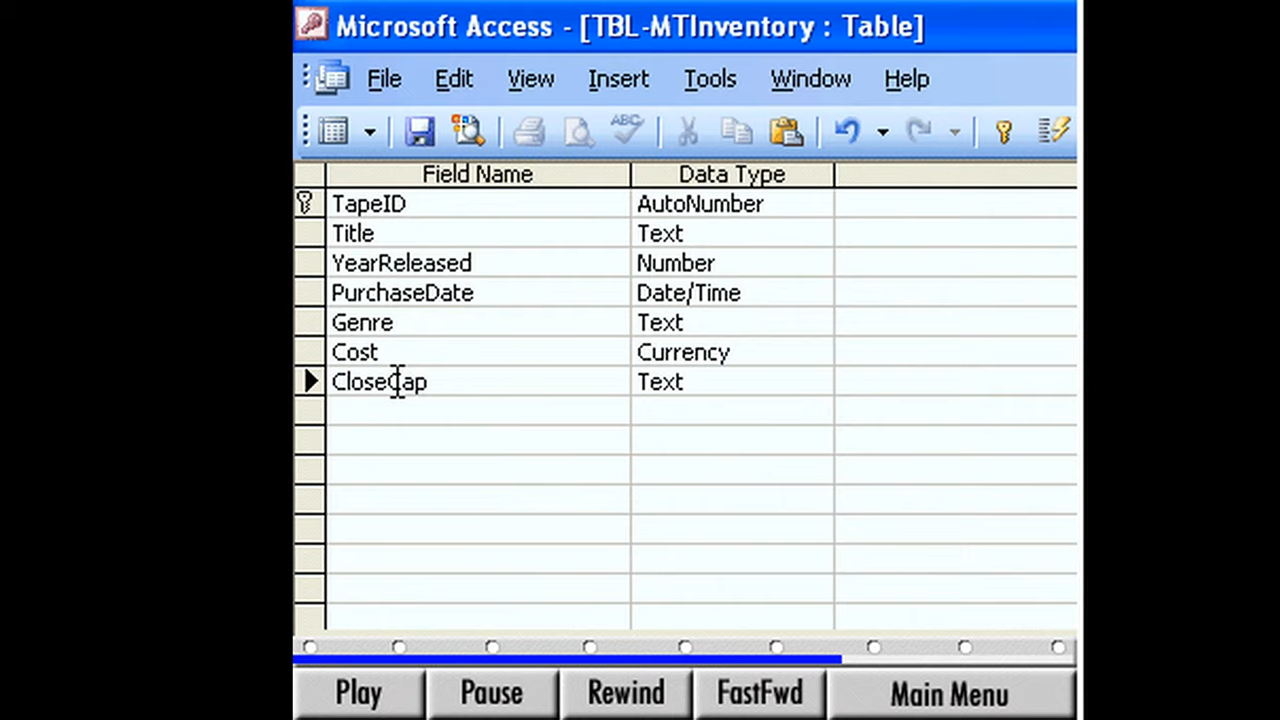 Microsoft Access - [TBL-MTInventory : Table]
File Edit View Insert Tools Window Help
ABC
Field Name Data Type
TapeID AutoNumber
Title Text
YearReleased Number
PurchaseDate Date/Time
Genre Text
Cost Currency
CloseCap Text
Play Pause Rewind FastFwd Main Menu